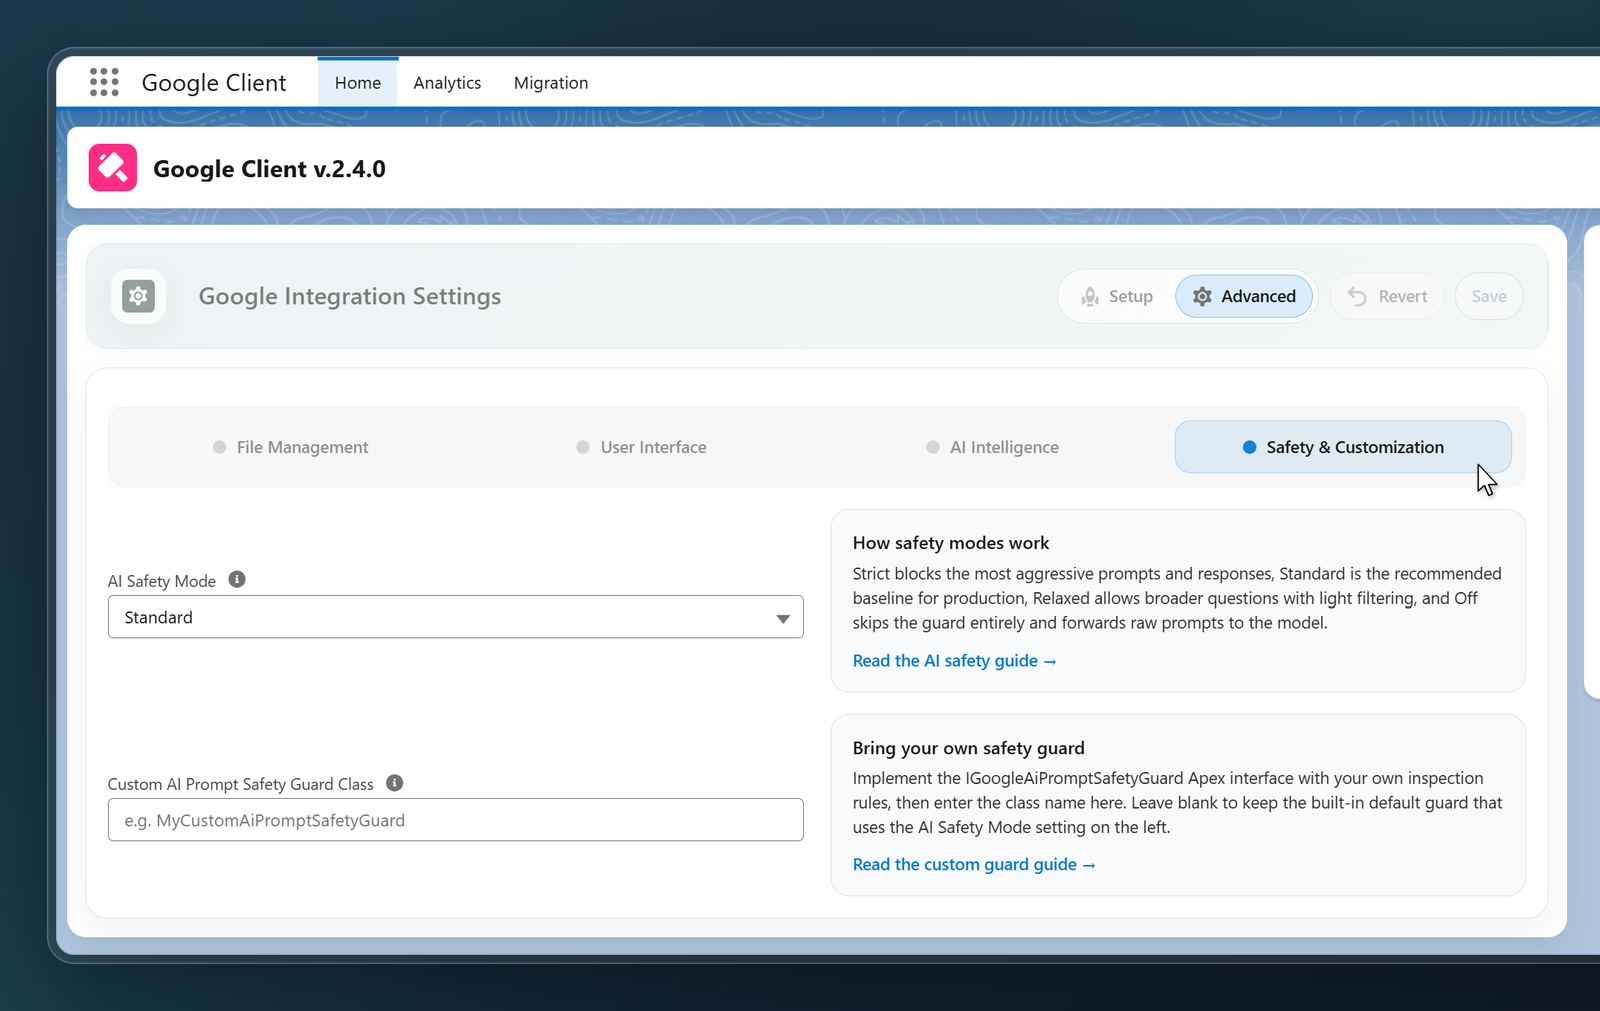 Google Client
Home
Analytics
Migration
Google Client v.2.4.0
Google Integration Settings
Setup
Advanced
Revert
Save
File Management
User Interface
AI Intelligence
Safety & Customization
AI Safety Mode
Standard
How safety modes work
Strict blocks the most aggressive prompts and responses, Standard is the recommended
baseline for production, Relaxed allows broader questions with light filtering, and Off
skips the guard entirely and forwards raw prompts to the model.
Read the AI safety guide →
Custom AI Prompt Safety Guard Class
e.g. MyCustomAiPromptSafetyGuard
Bring your own safety guard
Implement the IGoogleAiPromptSafetyGuard Apex interface with your own inspection
rules, then enter the class name here. Leave blank to keep the built-in default guard that
uses the AI Safety Mode setting on the left.
Read the custom guard guide →